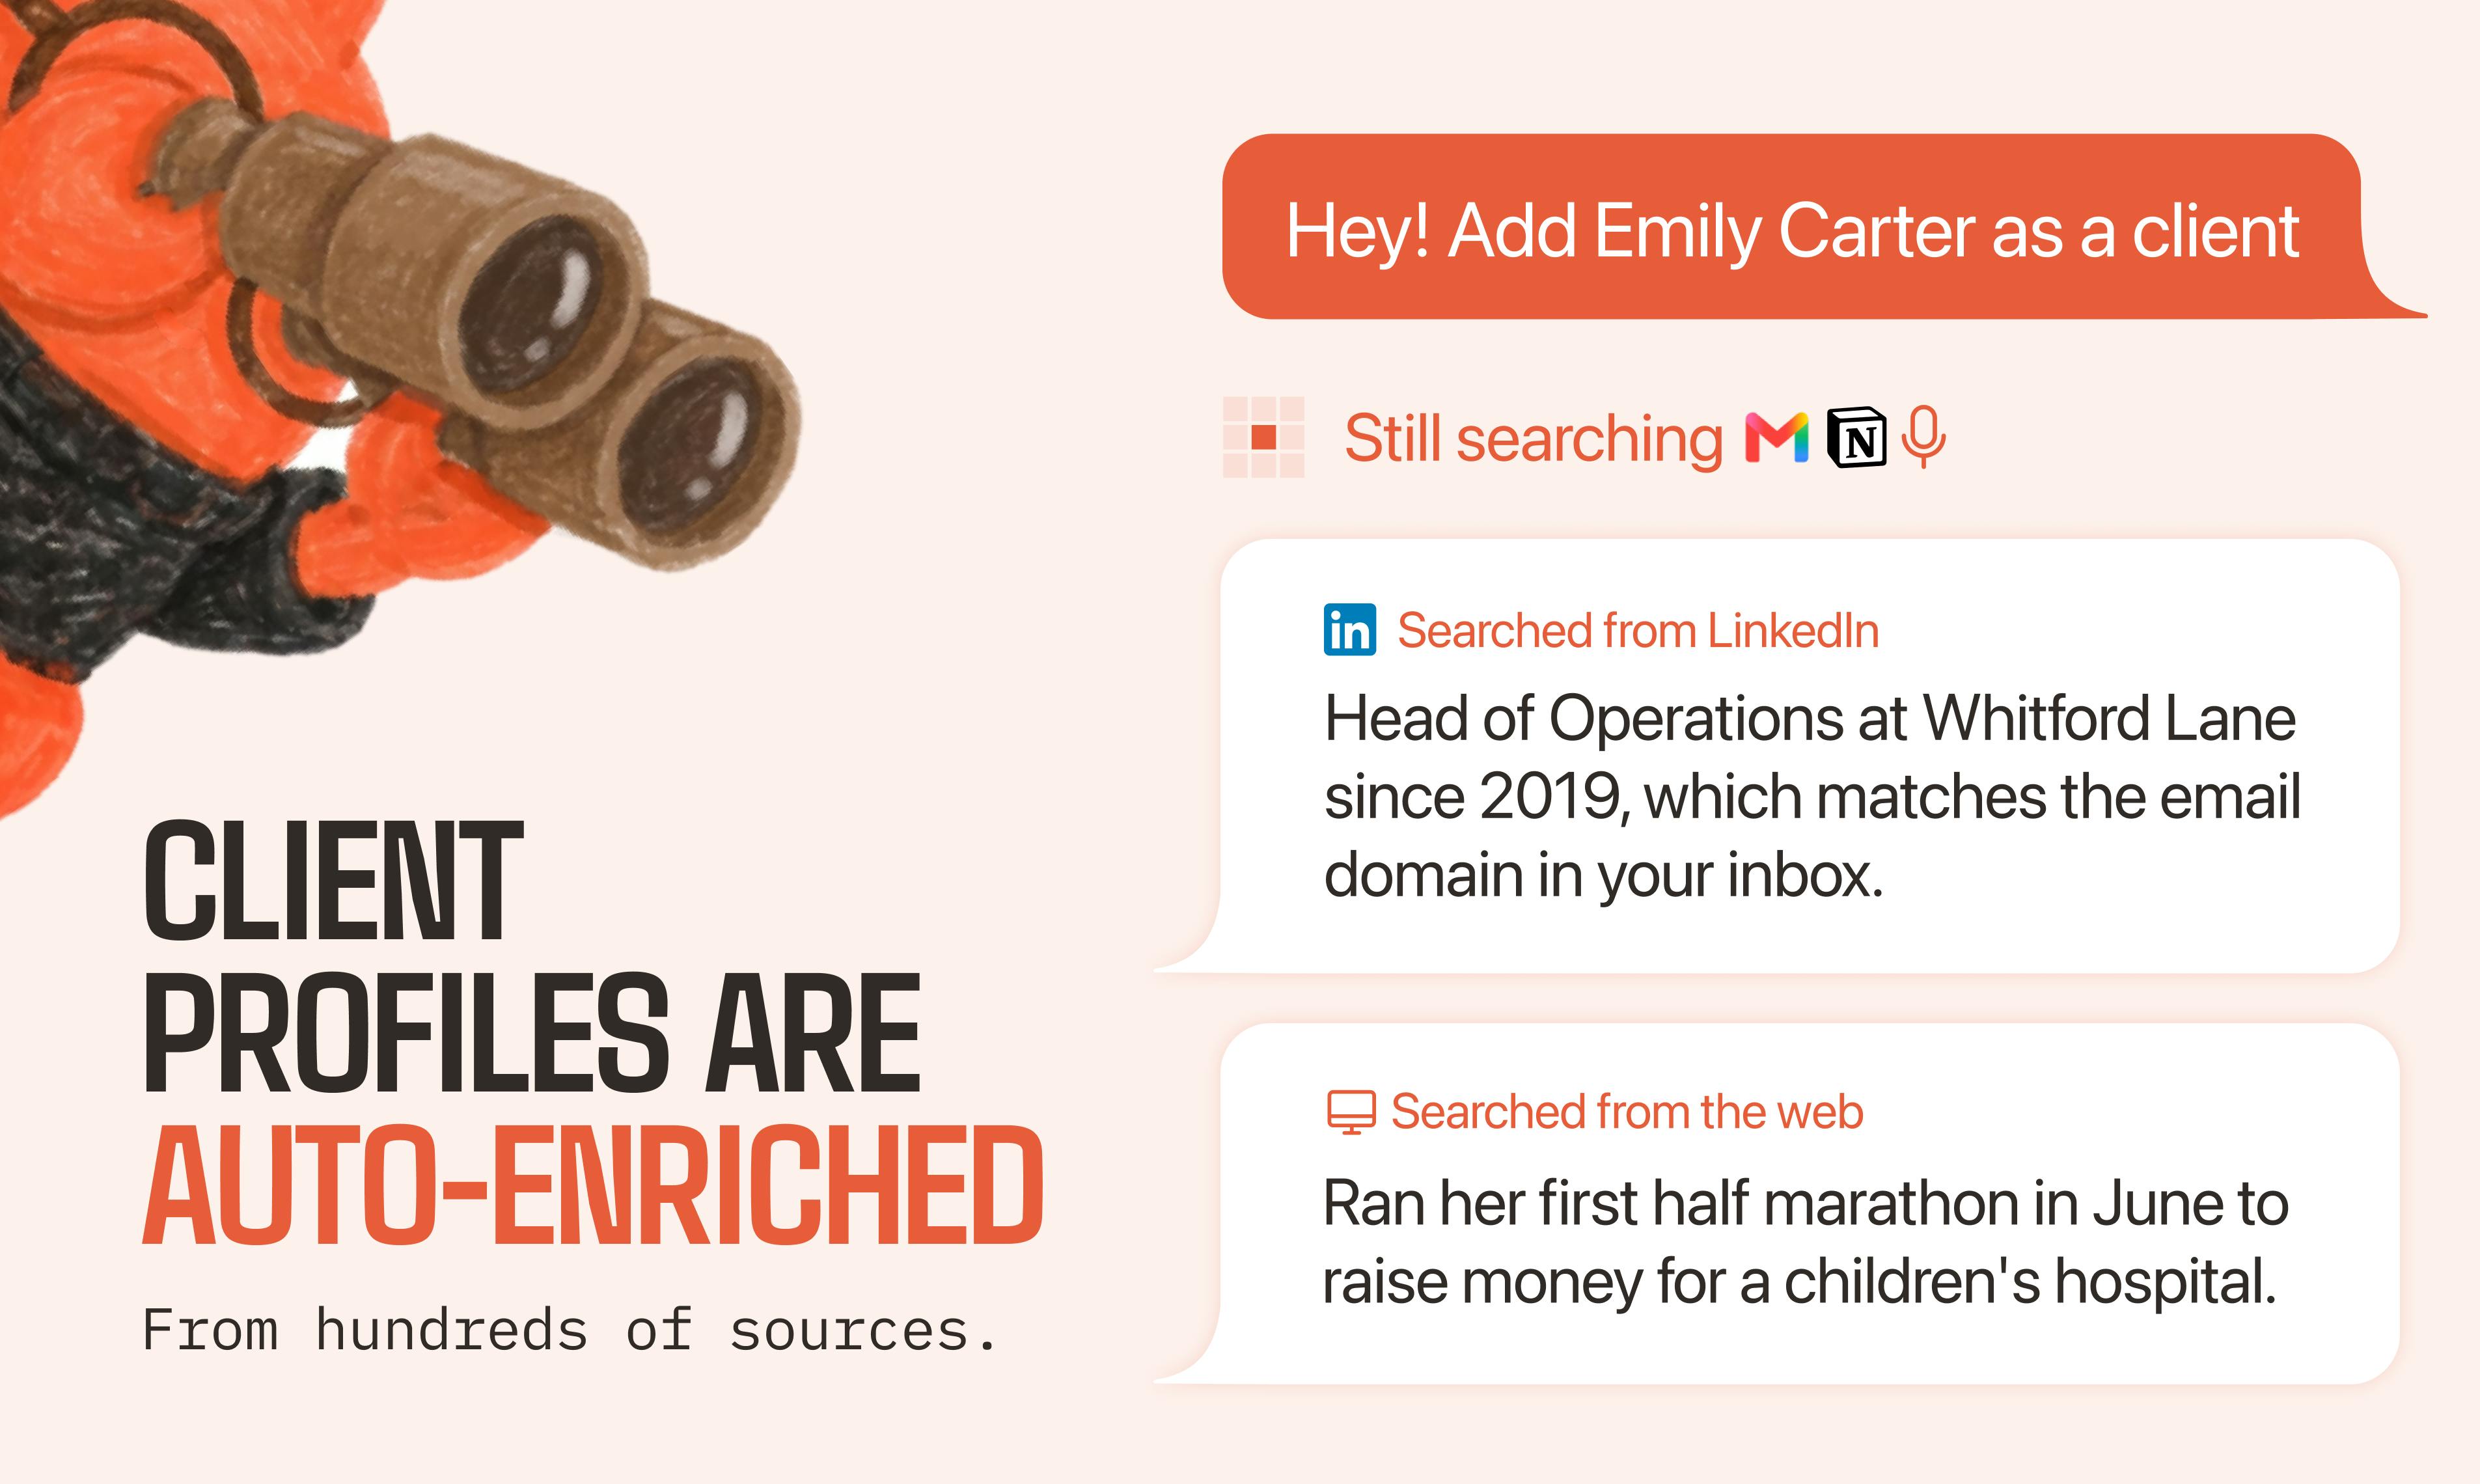 Hey! Add Emily Carter as a client
Still searching
N
in Searched from LinkedIn
Head of Operations at Whitford Lane
since 2019, which matches the email
domain in your inbox.
Searched from the web
Ran her first half marathon in June to
raise money for a children's hospital.
CLIENT
PROFILES ARE
AUTO-ENRICHED
From hundreds of sources.